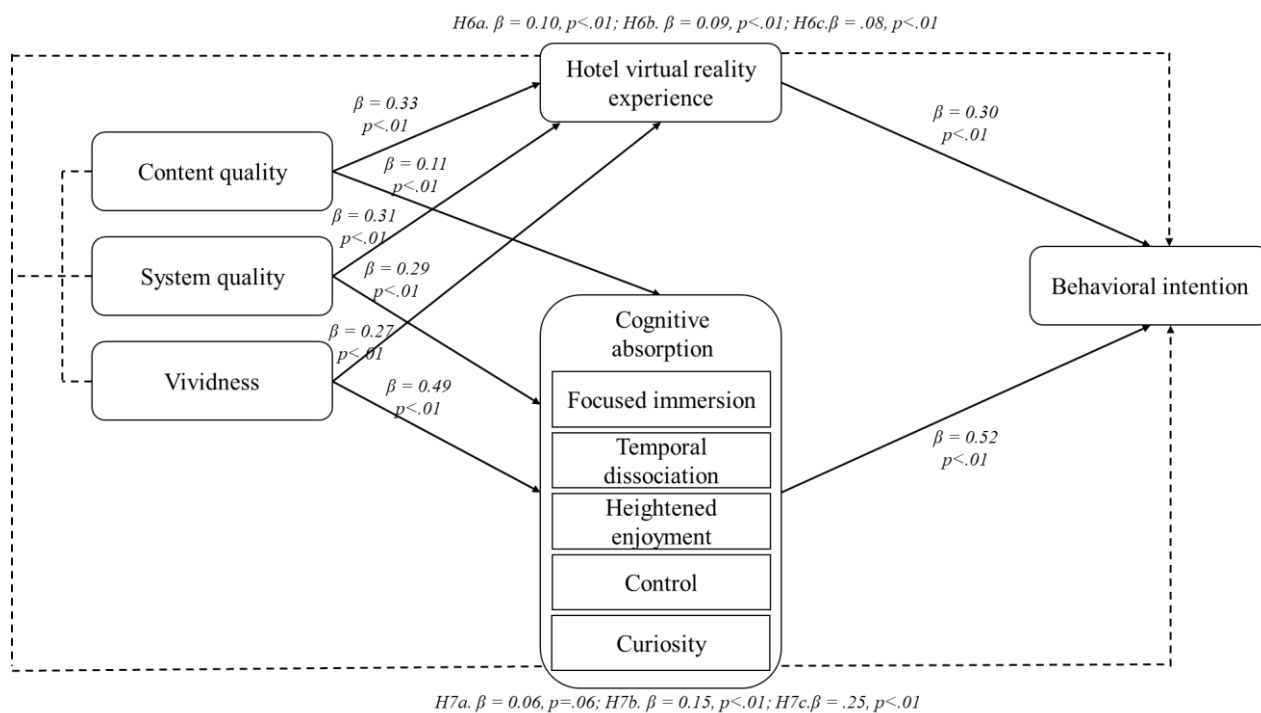 H6a. β = 0.10, p<.01; H6b. β = 0.09, p<.01; H6c.β = .08, p<.01
Hotel virtual reality
experience
β = 0.33
p<.01
β = 0.30
p<.01
Content quality
β = 0.11
p<.01
β = 0.31
p<.01
System quality
β = 0.29
p<.01
Behavioral intention
Cognitive
absorption
β = 0.27
p<.01
Vividness
β = 0.49
p<.01
Focused immersion
Temporal
dissociation
β = 0.52
p<.01
Heightened
enjoyment
Control
Curiosity
H7a. β = 0.06, p=.06; H7b. β = 0.15, p<.01; H7c.β = .25, p<.01